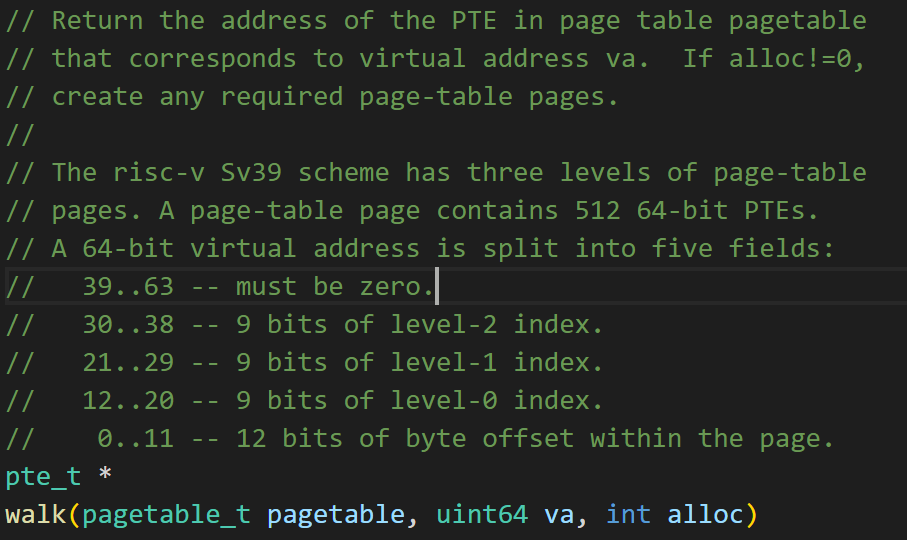 // Return the address of the PTE in page table pagetable
// that corresponds to virtual address va.  If alloc!=0,
// create any required page-table pages.
//
// The risc-v Sv39 scheme has three levels of page-table
// pages. A page-table page contains 512 64-bit PTEs.
// A 64-bit virtual address is split into five fields:
//   39..63 -- must be zero.
//   30..38 -- 9 bits of level-2 index.
//   21..29 -- 9 bits of level-1 index.
//   12..20 -- 9 bits of level-0 index.
//    0..11 -- 12 bits of byte offset within the page.
pte_t *
walk(pagetable_t pagetable, uint64 va, int alloc)